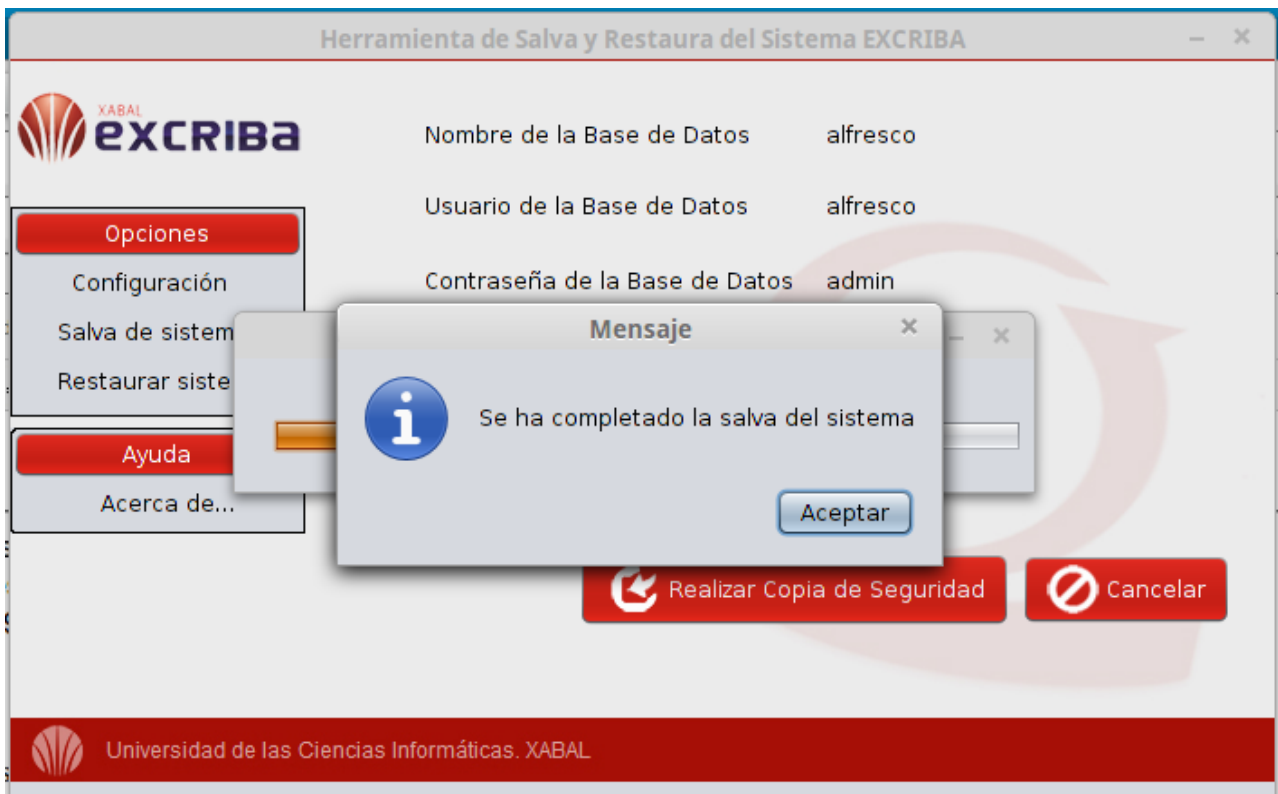 Herramienta de Salva y Restaura del Sistema EXCRIBA
XABAL
excriba
Nombre de la Base de Datos alfresco
Usuario de la Base de Datos alfresco
Contraseña de la Base de Datos admin
Opciones
Configuración
Salva de sistem
Restaurar siste
Ayuda
Acerca de...
Mensaje
Se ha completado la salva del sistema
Aceptar
Realizar Copia de Seguridad
Cancelar
Universidad de las Ciencias Informáticas. XABAL